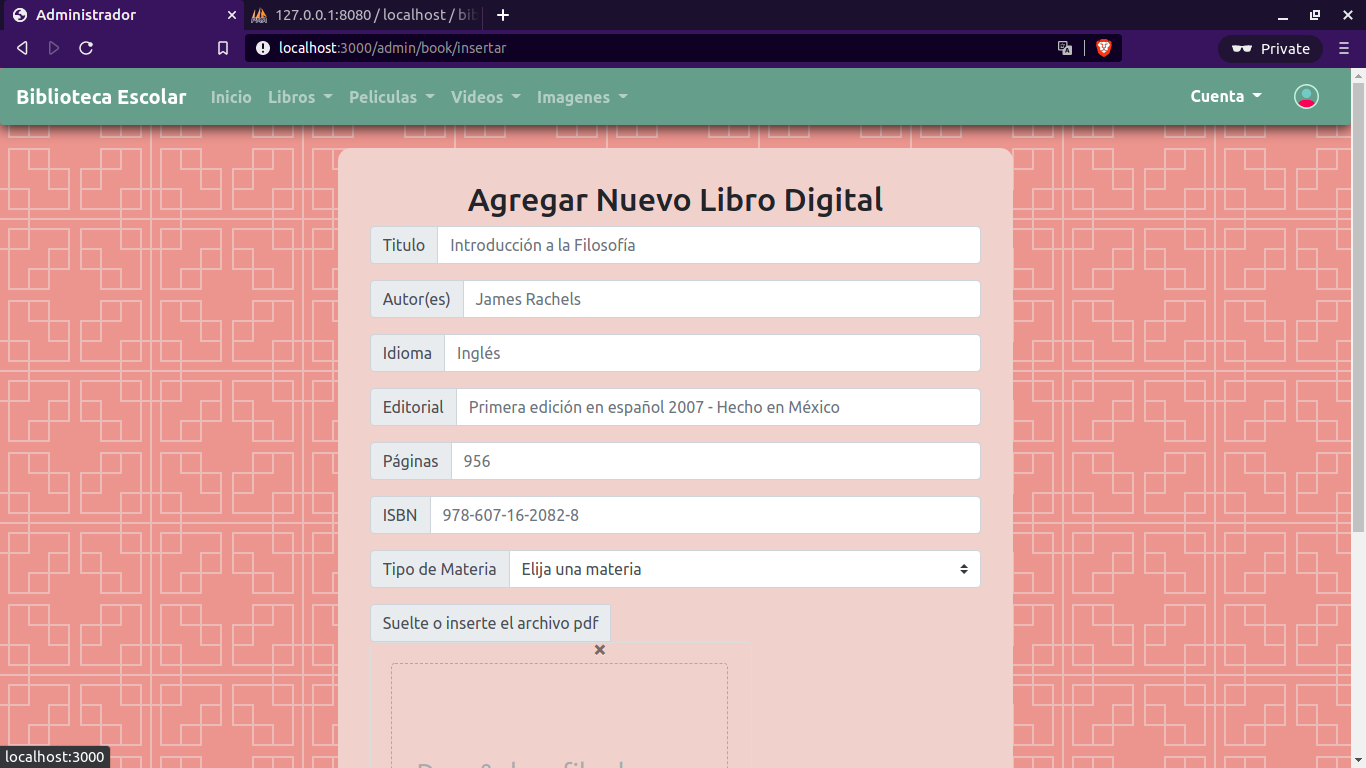 Administrador
127.0.0.1:8080 / localhost / bib
localhost:3000/admin/book/insertar
Private
Biblioteca Escolar Inicio Libros Peliculas Videos Imagenes Cuenta
Agregar Nuevo Libro Digital
Titulo Introducción a la Filosofía
Autor(es) James Rachels
Idioma Inglés
Editorial Primera edición en español 2007 - Hecho en México
Páginas 956
ISBN 978-607-16-2082-8
Tipo de Materia Elija una materia
Suelte o inserte el archivo pdf
localhost:3000